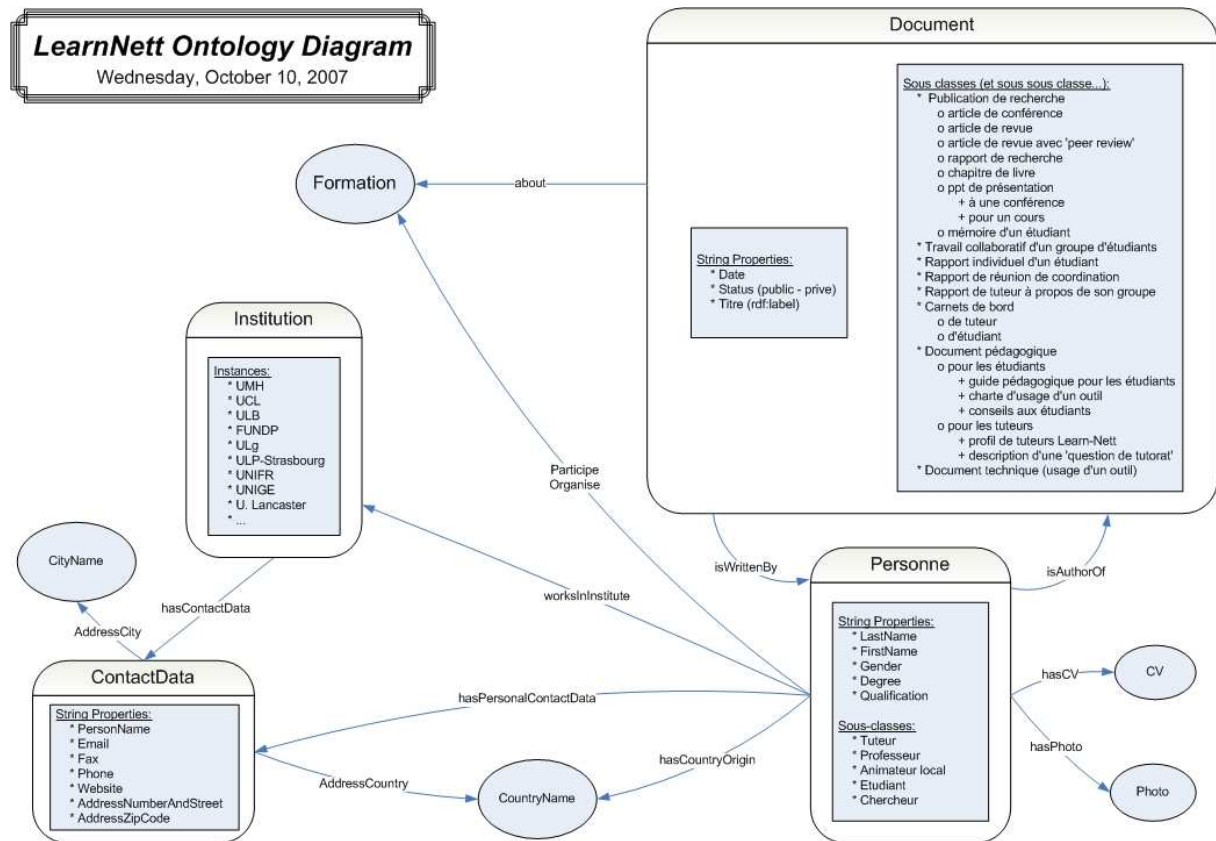 LearnNett Ontology Diagram
Wednesday, October 10, 2007
Document
Sous classes (et sous sous classe...):
* Publication de recherche
o article de conférence
o article de revue
o article de revue avec 'peer review'
o rapport de recherche
o chapitre de livre
o ppt de présentation
+ à une conférence
+ pour un cours
o mémoire d'un étudiant
* Travail collaboratif d'un groupe d'étudiants
* Rapport individuel d'un étudiant
* Rapport de réunion de coordination
* Rapport de tuteur à propos de son groupe
* Carnets de bord
o de tuteur
o d'étudiant
* Document pédagogique
o pour les étudiants
+ guide pédagogique pour les étudiants
+ charte d'usage d'un outil
+ conseils aux étudiants
o pour les tuteurs
+ profil de tuteurs Learn-Nett
+ description d'une 'question de tutorat'
* Document technique (usage d'un outil)
String Properties:
* Date
* Status (public - prive)
* Titre (rdf:label)
Formation
about
Institution
Instances:
* UMH
* UCL
* ULB
* FUNDP
* ULg
* ULP-Strasbourg
* UNIFR
* UNIGE
* U. Lancaster
* ...
Participe
Organise
CityName
hasContactData
AddressCity
worksInInstitute
isWrittenBy
isAuthorOf
Personne
String Properties:
* LastName
* FirstName
* Gender
* Degree
* Qualification
Sous-classes:
* Tuteur
* Professeur
* Animateur local
* Etudiant
* Chercheur
ContactData
String Properties:
* PersonName
* Email
* Fax
* Phone
* Website
* AddressNumberAndStreet
* AddressZipCode
hasPersonalContactData
AddressCountry
hasCountryOrigin
CountryName
hasCV
CV
hasPhoto
Photo